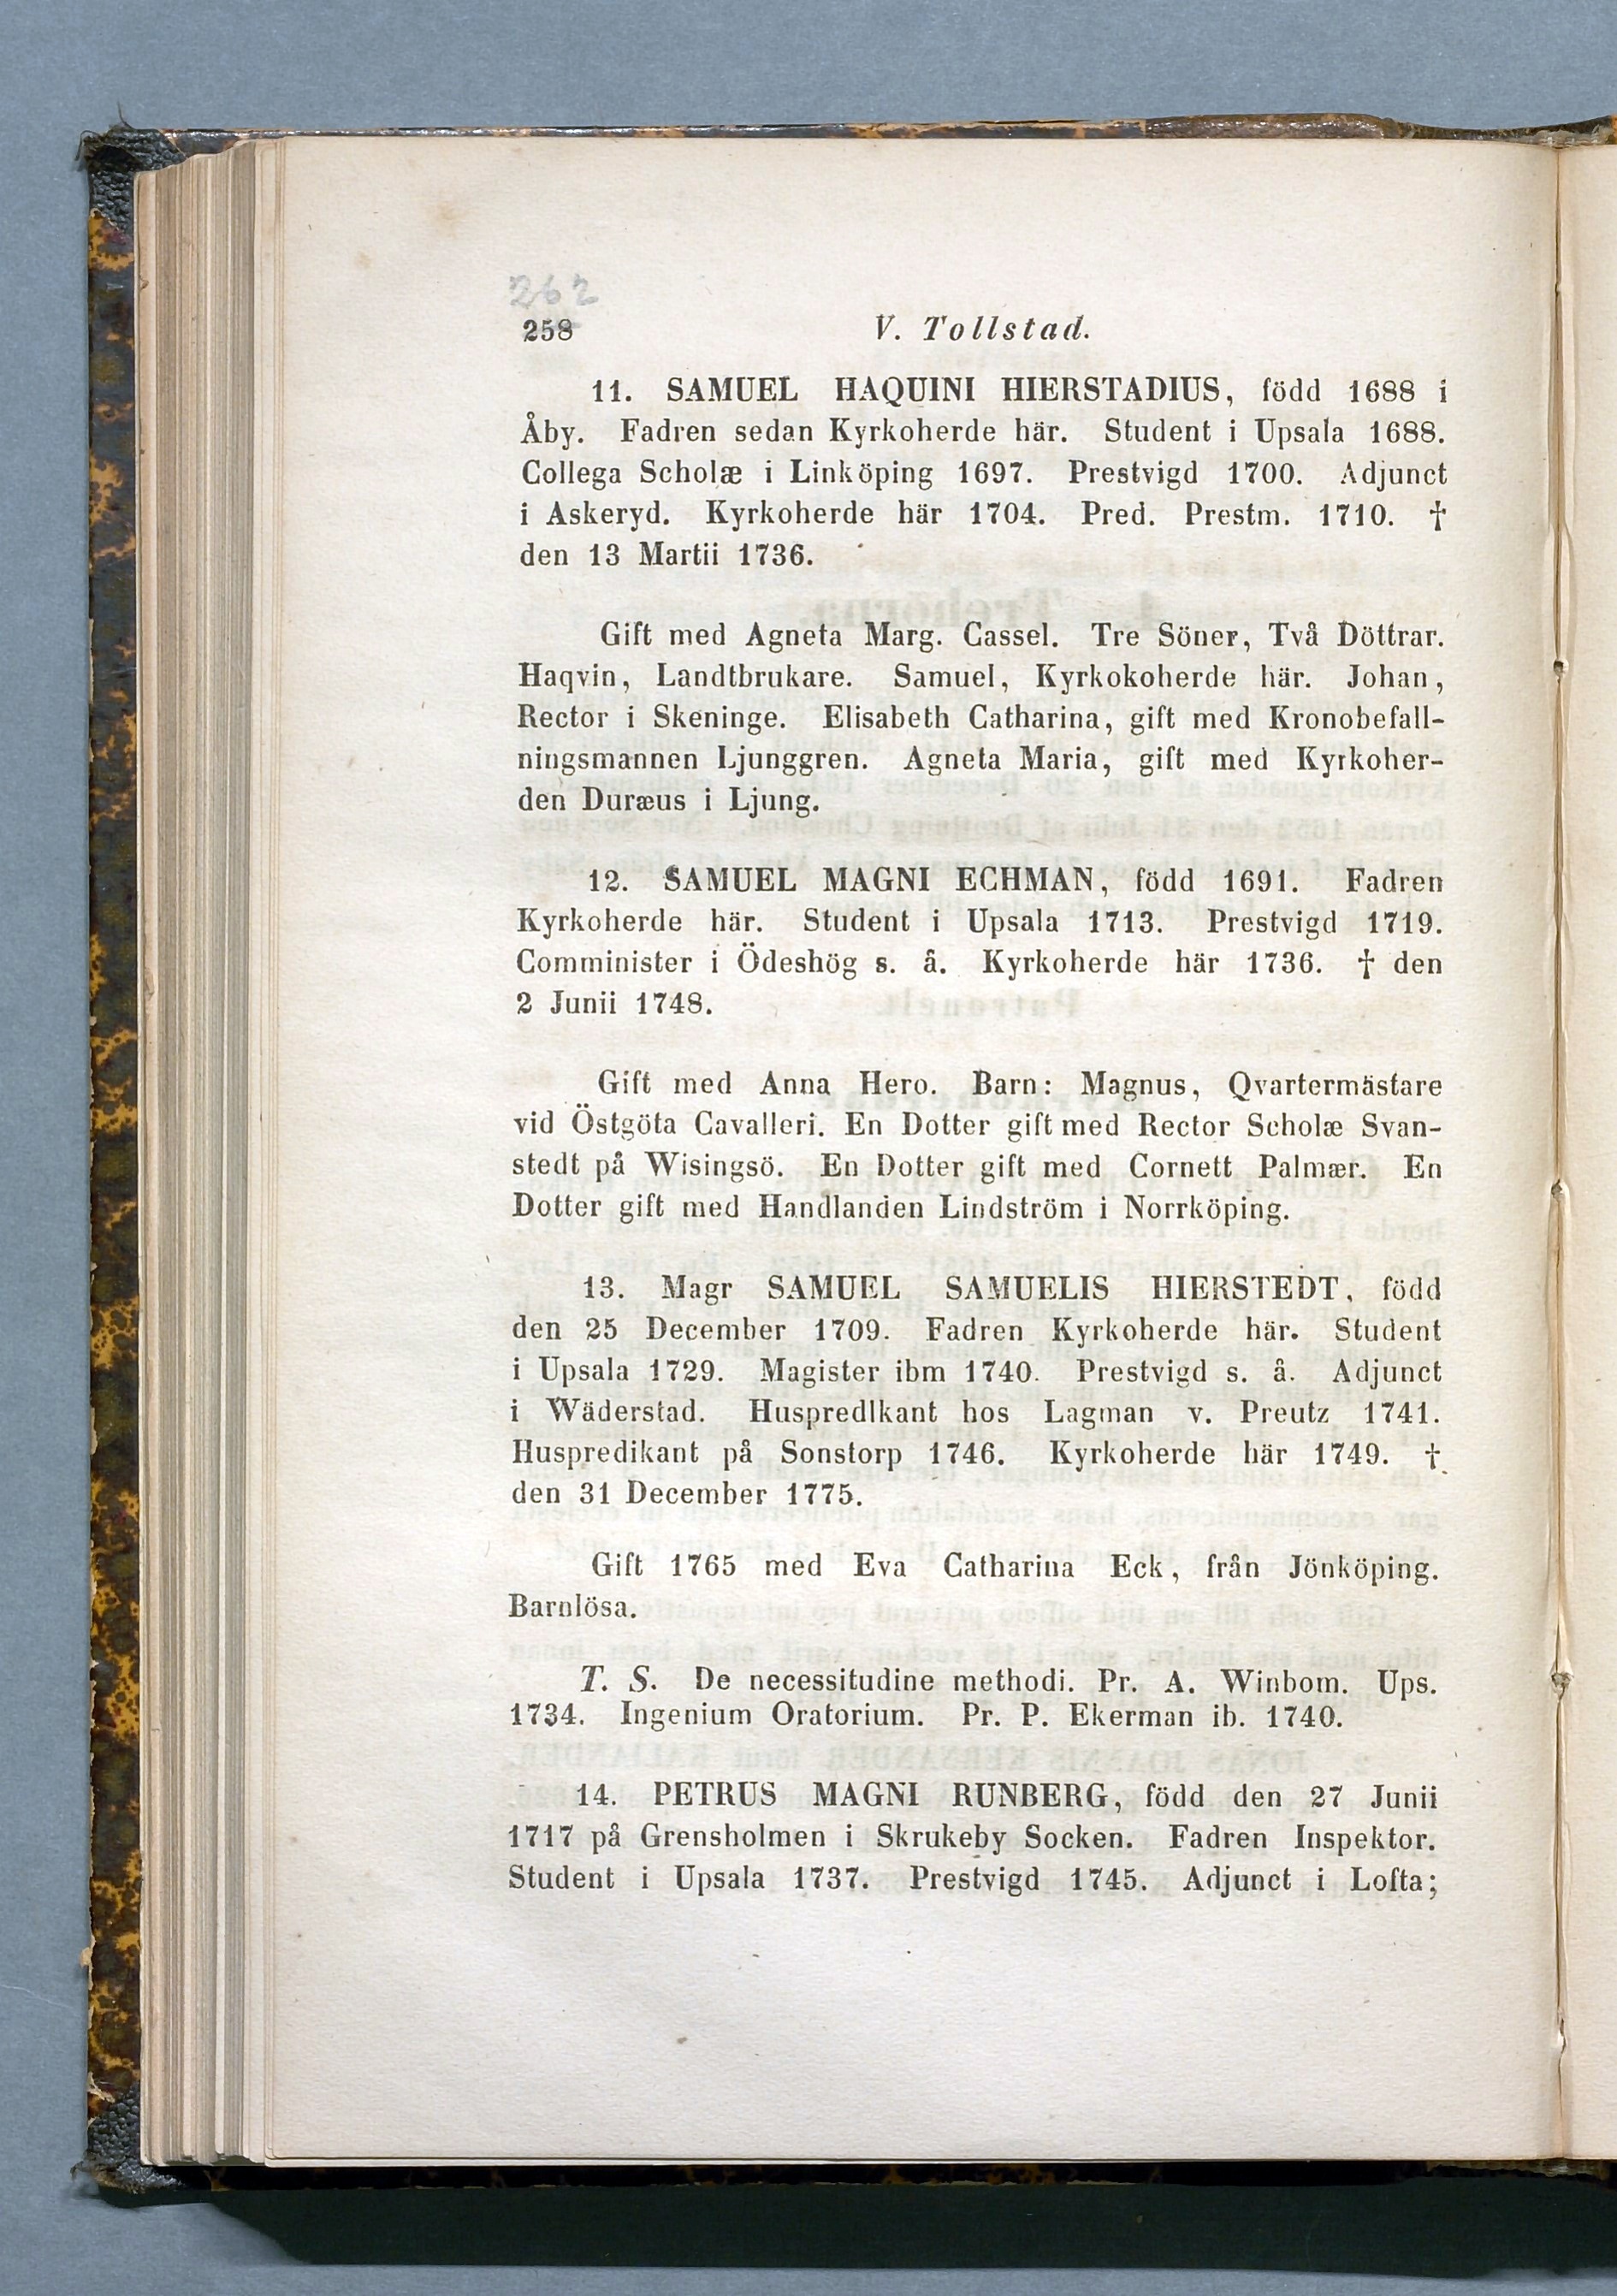 262
258 V. Tollstad.
11. SAMUEL HAQUINI HIERSTADIUS, född 1688 i
Åby. Fadren sedan Kyrkoherde här. Student i Upsala 1688.
Collega Scholæ i Linköping 1697. Prestvigd 1700. Adjunct
i Askeryd. Kyrkoherde här 1704. Pred. Prestm. 1710. †
den 13 Martii 1736.
Gift med Agneta Marg. Cassel. Tre Söner, Två Döttrar.
Haqvin, Landtbrukare. Samuel, Kyrkokoherde här. Johan,
Rector i Skeninge. Elisabeth Catharina, gift med Kronobefall-
ningsmannen Ljunggren. Agneta Maria, gift med Kyrkoher-
den Duræus i Ljung.
12. SAMUEL MAGNI ECHMAN, född 1691. Fadren
Kyrkoherde här. Student i Upsala 1713. Prestvigd 1719.
Comminister i Ödeshög s. å. Kyrkoherde här 1736. † den
2 Junii 1748.
Gift med Anna Hero. Barn: Magnus, Qvartermästare
vid Östgöta Cavalleri. En Dotter gift med Rector Scholæ Svan-
stedt på Wisingsö. En Dotter gift med Cornett Palmær. En
Dotter gift med Handlanden Lindström i Norrköping.
13. Magr SAMUEL SAMUELIS HIERSTEDT, född
den 25 December 1709. Fadren Kyrkoherde här. Student
i Upsala 1729. Magister ibm 1740. Prestvigd s. å. Adjunct
i Wäderstad. Huspredlkant hos Lagman v. Preutz 1741.
Huspredikant på Sonstorp 1746. Kyrkoherde här 1749. †
den 31 December 1775.
Gift 1765 med Eva Catharina Eck, från Jönköping.
Barnlösa.
T. S. De necessitudine methodi. Pr. A. Winbom. Ups.
1734. Ingenium Oratorium. Pr. P. Ekerman ib. 1740.
14. PETRUS MAGNI RUNBERG, född den 27 Junii
1717 på Grensholmen i Skrukeby Socken. Fadren Inspektor.
Student i Upsala 1737. Prestvigd 1745. Adjunct i Lofta;